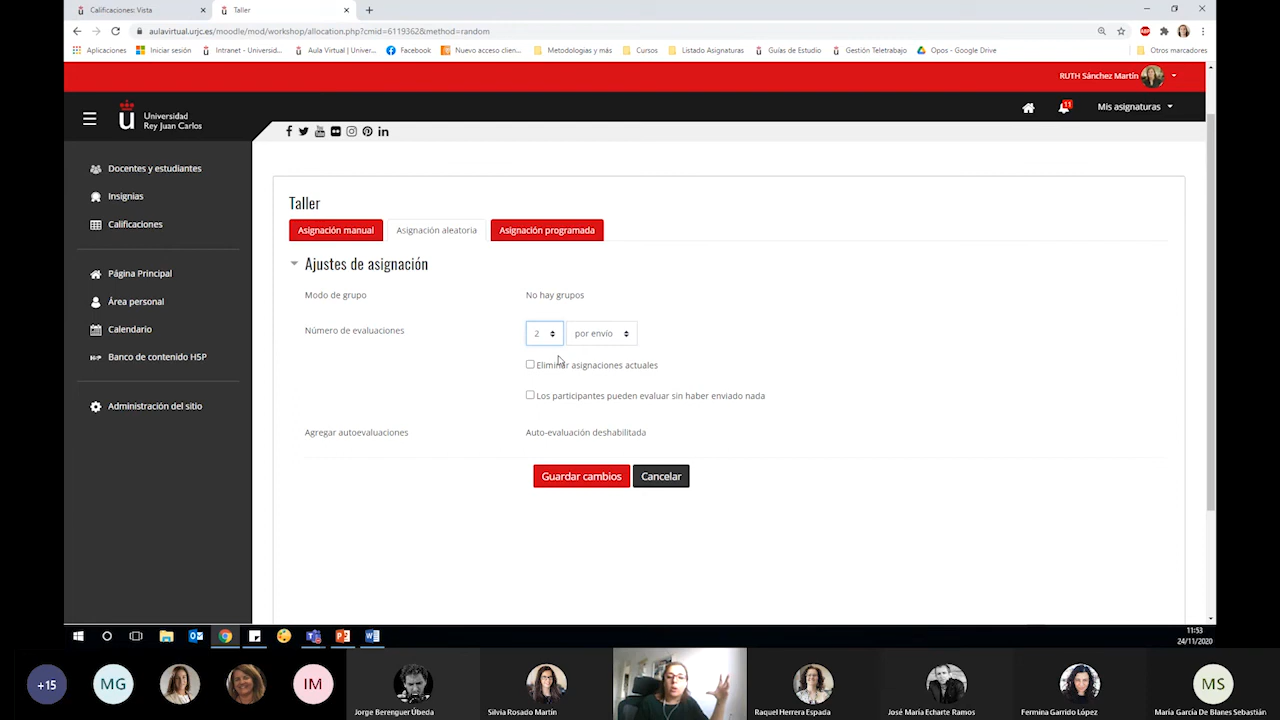 Calificaciones: Vista
Taller
aulavirtual.urjc.es/moodle/mod/workshop/allocation.php?cmid=6119362&method=random
Aplicaciones
Iniciar sesión
Intranet - Universid...
Aula Virtual | Univer...
Facebook
Nuevo acceso clien...
Metodologias y más
Cursos
Listado Asignaturas
Guías de Estudio
Gestión Teletrabajo
Opos - Google Drive
Otros marcadores
RUTH Sánchez Martín
Universidad
Rey Juan Carlos
11
Mis asignaturas
Docentes y estudiantes
Insignias
Calificaciones
Página Principal
Área personal
Calendario
H5P Banco de contenido H5P
Administración del sitio
Taller
Asignación manual
Asignación aleatoria
Asignación programada
Ajustes de asignación
Modo de grupo
No hay grupos
Número de evaluaciones
2
por envío
Eliminar asignaciones actuales
Los participantes pueden evaluar sin haber enviado nada
Agregar autoevaluaciones
Auto-evaluación deshabilitada
Guardar cambios
Cancelar
11:53
24/11/2020
+15
MG
IM
MS
Jorge Berenguer Úbeda
Silvia Rosado Martín
Raquel Herrera Espada
José María Echarte Ramos
Fermina Garrido López
María García De Blanes Sebastián